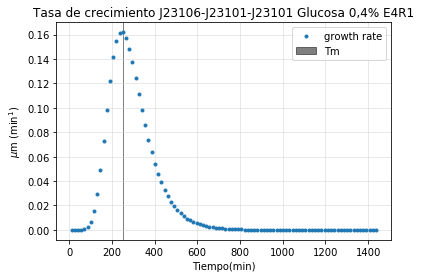 Tasa de crecimiento J23106-J23101-J23101 Glucosa 0,4% E4R1
growth rate
Tm
0.16
0.14
0.12
0.10
0.08
0.06
0.04
0.02
0.00
μm (min¹)
0 200 400 600 800 1000 1200 1400
Tiempo(min)